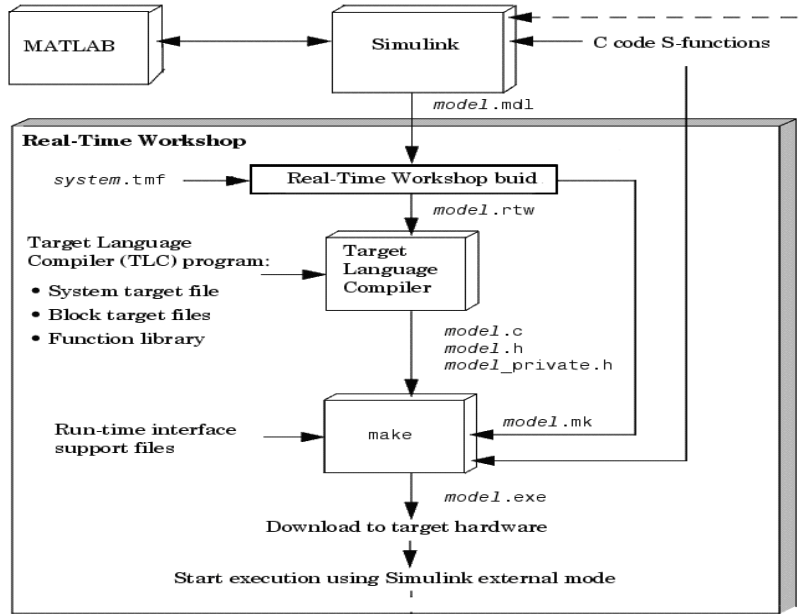 MATLAB
Simulink
C code S-functions
model.mdl
Real-Time Workshop
system.tmf
Real-Time Workshop buid
model.rtw
Target Language
Compiler (TLC) program:
• System target file
• Block target files
• Function library
Target
Language
Compiler
model.c
model.h
model_private.h
Run-time interface
support files
make
model.mk
model.exe
Download to target hardware
Start execution using Simulink external mode